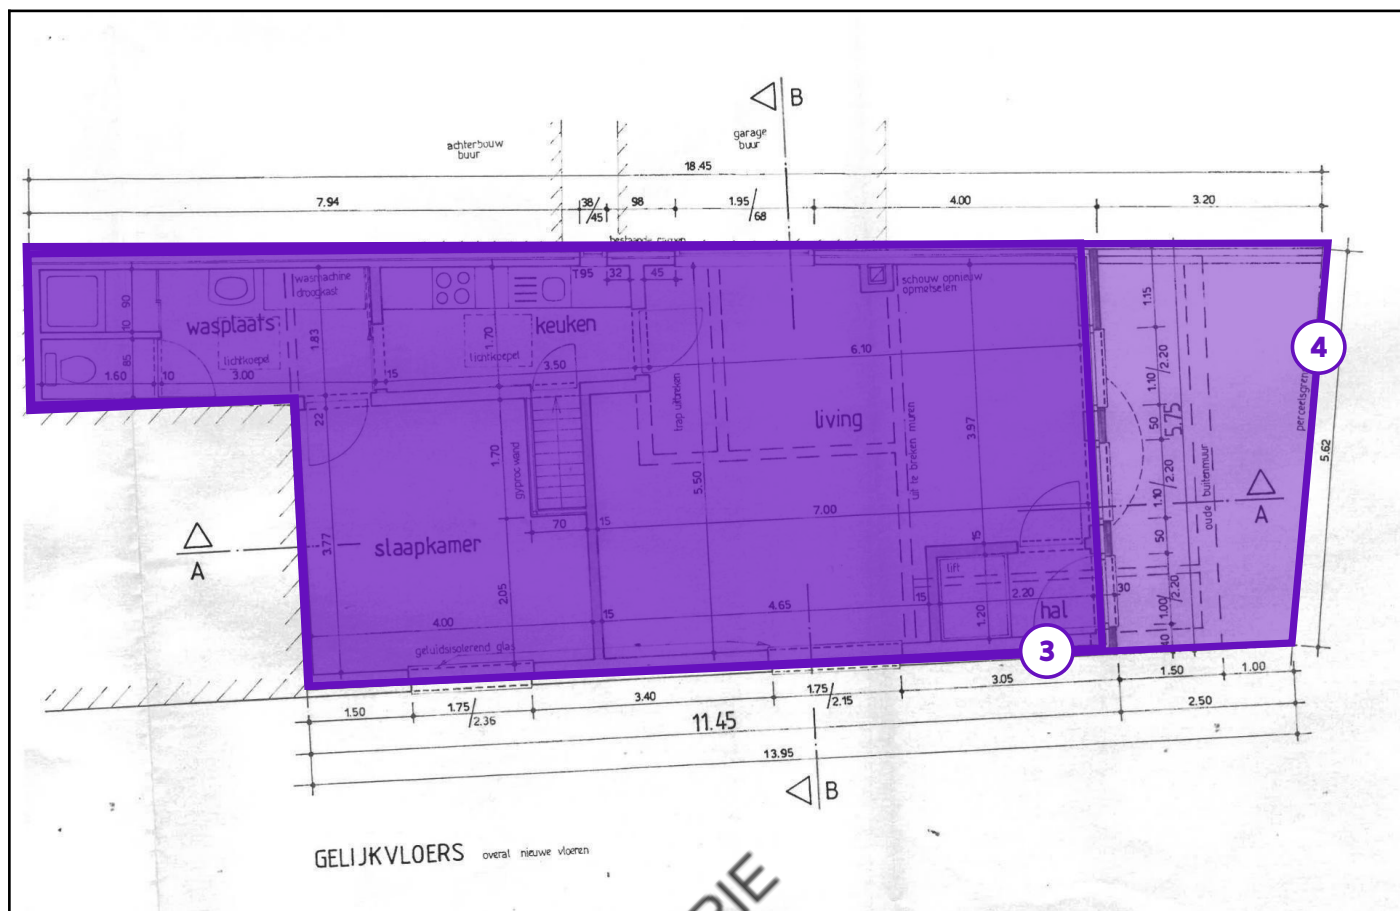 B
achterbouw
buur
garage
buur
18.45
7.94
38/45
98
1.95/68
4.00
3.20
T95
32
45
wasmachine
droogkast
schouw opnieuw
opmetselen
90
10
85
wasplaats
1.83
lichtkoepel
keuken
1.70
lichtkoepel
1.60
10
3.00
15
3.50
6.10
1.15
1.10/2.20
50
5.75
1.10/2.20
50
1.00/2.20
40
4
perceelsgren
5.62
22
gyproc wand
1.70
trap uitbreken
living
uit te breken muren
3.97
oude buitenmuur
5.50
A
A
3.77
slaapkamer
70
15
7.00
15
2.05
lift
2.20
30
4.00
15
4.65
15
1.20
hal
geluidsisolerend glas
3
1.50
1.75/2.36
3.40
1.75/2.15
3.05
1.50
1.00
11.45
2.50
13.95
B
GELIJKVLOERS overal nieuwe vloeren
RIE